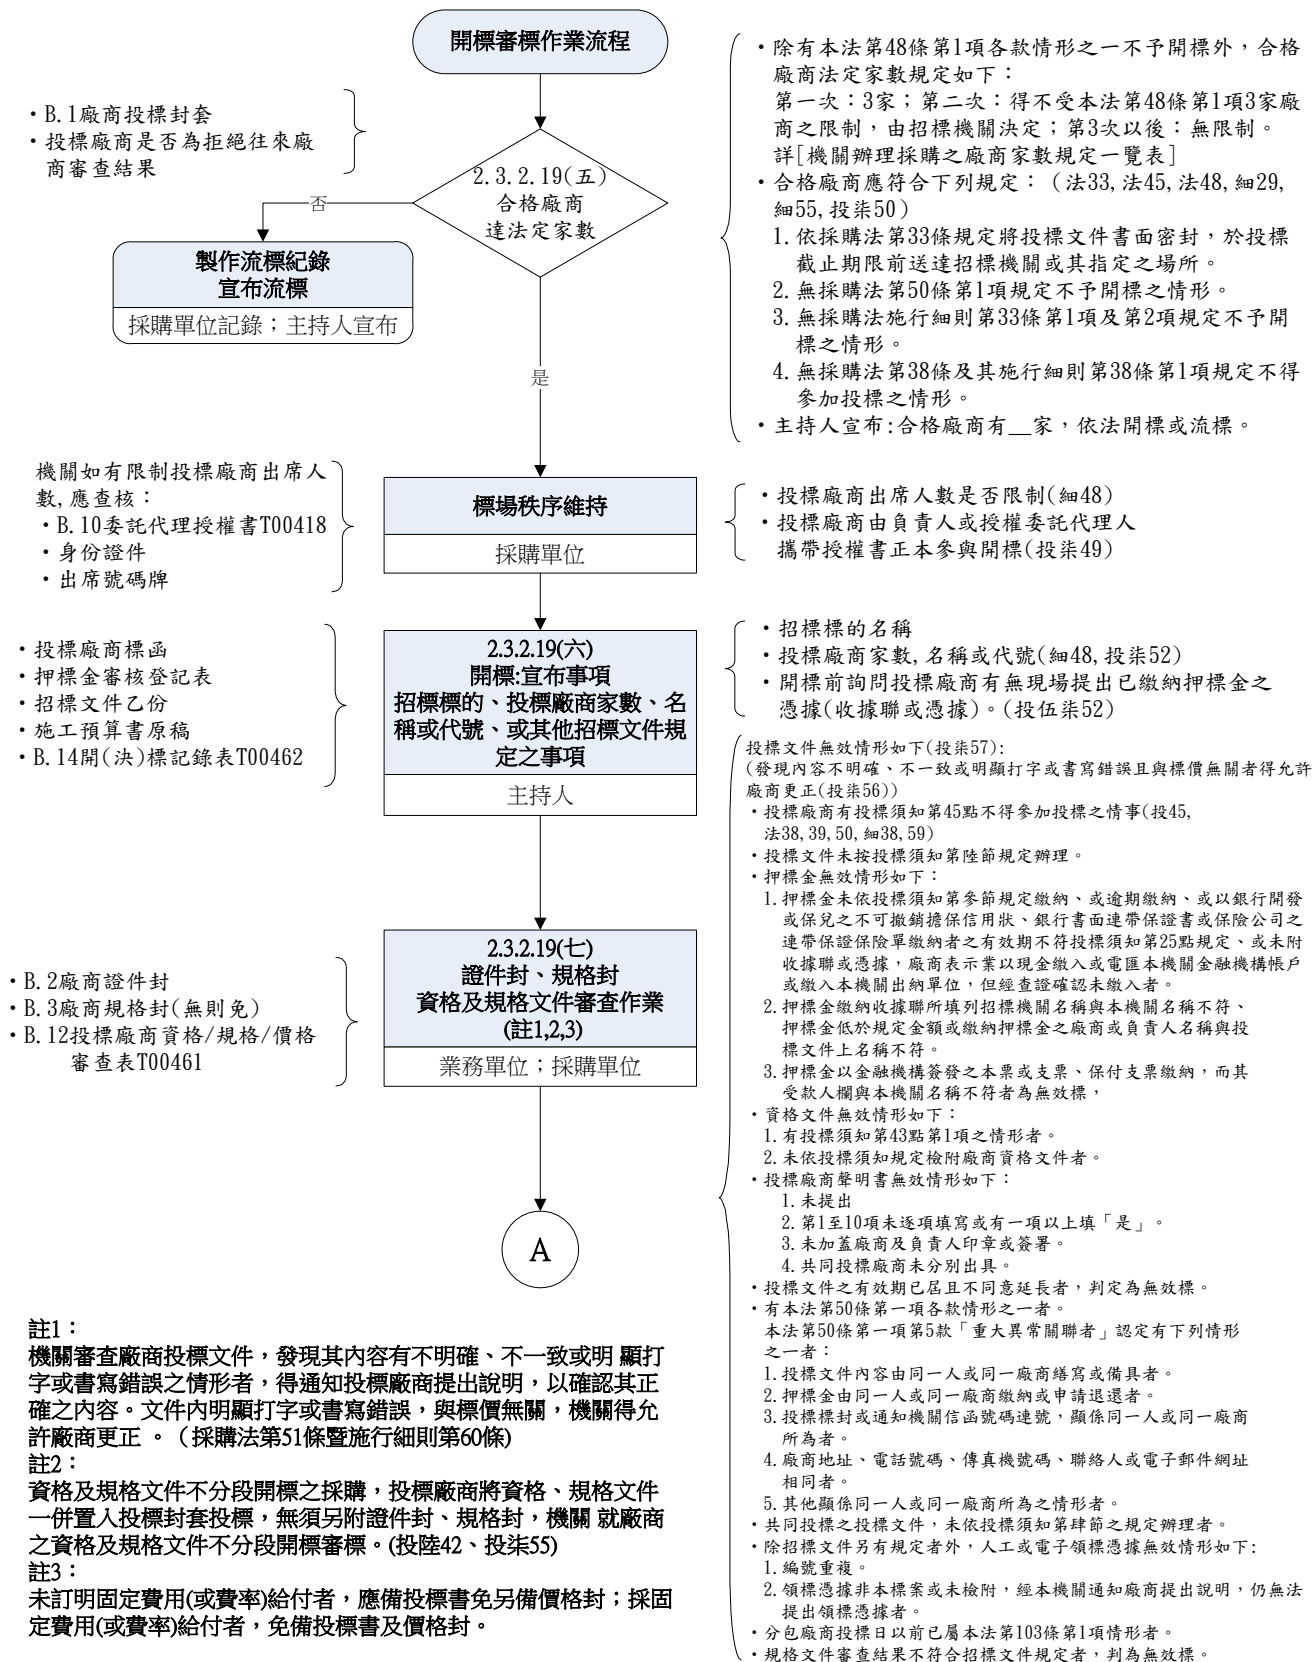 開標審標作業流程
・B.1廠商投標封套
・投標廠商是否為拒絕往來廠
商審查結果
2.3.2.19(五)
合格廠商
達法定家數
否
製作流標紀錄
宣布流標
採購單位記錄；主持人宣布
是
・除有本法第48條第1項各款情形之一不予開標外，合格
廠商法定家數規定如下：
第一次：3家；第二次：得不受本法第48條第1項3家廠
商之限制，由招標機關決定；第3次以後：無限制。
詳[機關辦理採購之廠商家數規定一覽表]
・合格廠商應符合下列規定：（法33,法45,法48,細29,
細55,投柒50）
1.依採購法第33條規定將投標文件書面密封，於投標
截止期限前送達招標機關或其指定之場所。
2.無採購法第50條第1項規定不予開標之情形。
3.無採購法施行細則第33條第1項及第2項規定不予開
標之情形。
4.無採購法第38條及其施行細則第38條第1項規定不得
參加投標之情形。
・主持人宣布:合格廠商有__家，依法開標或流標。
機關如有限制投標廠商出席人
數,應查核：
・B.10委託代理授權書T00418
・身份證件
・出席號碼牌
標場秩序維持
採購單位
・投標廠商出席人數是否限制(細48)
・投標廠商由負責人或授權委託代理人
攜帶授權書正本參與開標(投柒49)
・投標廠商標函
・押標金審核登記表
・招標文件乙份
・施工預算書原稿
・B.14開(決)標記錄表T00462
2.3.2.19(六)
開標:宣布事項
招標標的、投標廠商家數、名
稱或代號、或其他招標文件規
定之事項
主持人
・招標標的名稱
・投標廠商家數,名稱或代號(細48,投柒52)
・開標前詢問投標廠商有無現場提出已繳納押標金之
憑據(收據聯或憑據)。(投伍柒52)
・B.2廠商證件封
・B.3廠商規格封(無則免)
・B.12投標廠商資格/規格/價格
審查表T00461
2.3.2.19(七)
證件封、規格封
資格及規格文件審查作業
(註1,2,3)
業務單位；採購單位
A
投標文件無效情形如下(投柒57):
(發現內容不明確、不一致或明顯打字或書寫錯誤且與標價無關者得允許
廠商更正(投柒56))
・投標廠商有投標須知第45點不得參加投標之情事(投45,
法38,39,50,細38,59)
・投標文件未按投標須知第陸節規定辦理。
・押標金無效情形如下：
1.押標金未依投標須知第參節規定繳納、或逾期繳納、或以銀行開發
或保兌之不可撤銷擔保信用狀、銀行書面連帶保證書或保險公司之
連帶保證保險單繳納者之有效期不符投標須知第25點規定、或未附
收據聯或憑據，廠商表示業以現金繳入或電匯本機關金融機構帳戶
或繳入本機關出納單位，但經查證確認未繳入者。
2.押標金繳納收據聯所填列招標機關名稱與本機關名稱不符、
押標金低於規定金額或繳納押標金之廠商或負責人名稱與投
標文件上名稱不符。
3.押標金以金融機構簽發之本票或支票、保付支票繳納，而其
受款人欄與本機關名稱不符者為無效標，
・資格文件無效情形如下：
1.有投標須知第43點第1項之情形者。
2.未依投標須知規定檢附廠商資格文件者。
・投標廠商聲明書無效情形如下：
1.未提出
2.第1至10項未逐項填寫或有一項以上填「是」。
3.未加蓋廠商及負責人印章或簽署。
4.共同投標廠商未分別出具。
・投標文件之有效期已屆且不同意延長者，判定為無效標。
・有本法第50條第一項各款情形之一者。
本法第50條第一項第5款「重大異常關聯者」認定有下列情形
之一者：
1.投標文件內容由同一人或同一廠商繕寫或備具者。
2.押標金由同一人或同一廠商繳納或申請退還者。
3.投標標封或通知機關信函號碼連號，顯係同一人或同一廠商
所為者。
4.廠商地址、電話號碼、傳真機號碼、聯絡人或電子郵件網址
相同者。
5.其他顯係同一人或同一廠商所為之情形者。
・共同投標之投標文件，未依投標須知第肆節之規定辦理者。
・除招標文件另有規定者外，人工或電子領標憑據無效情形如下:
1.編號重複。
2.領標憑據非本標案或未檢附，經本機關通知廠商提出說明，仍無法
提出領標憑據者。
・分包廠商投標日以前已屬本法第103條第1項情形者。
・規格文件審查結果不符合招標文件規定者，判為無效標。
註1：
機關審查廠商投標文件，發現其內容有不明確、不一致或明 顯打
字或書寫錯誤之情形者，得通知投標廠商提出說明，以確認其正
確之內容。文件內明顯打字或書寫錯誤，與標價無關，機關得允
許廠商更正 。（採購法第51條暨施行細則第60條)
註2：
資格及規格文件不分段開標之採購，投標廠商將資格、規格文件
一併置入投標封套投標，無須另附證件封、規格封，機關 就廠商
之資格及規格文件不分段開標審標。(投陸42、投柒55)
註3：
未訂明固定費用(或費率)給付者，應備投標書免另備價格封；採固
定費用(或費率)給付者，免備投標書及價格封。